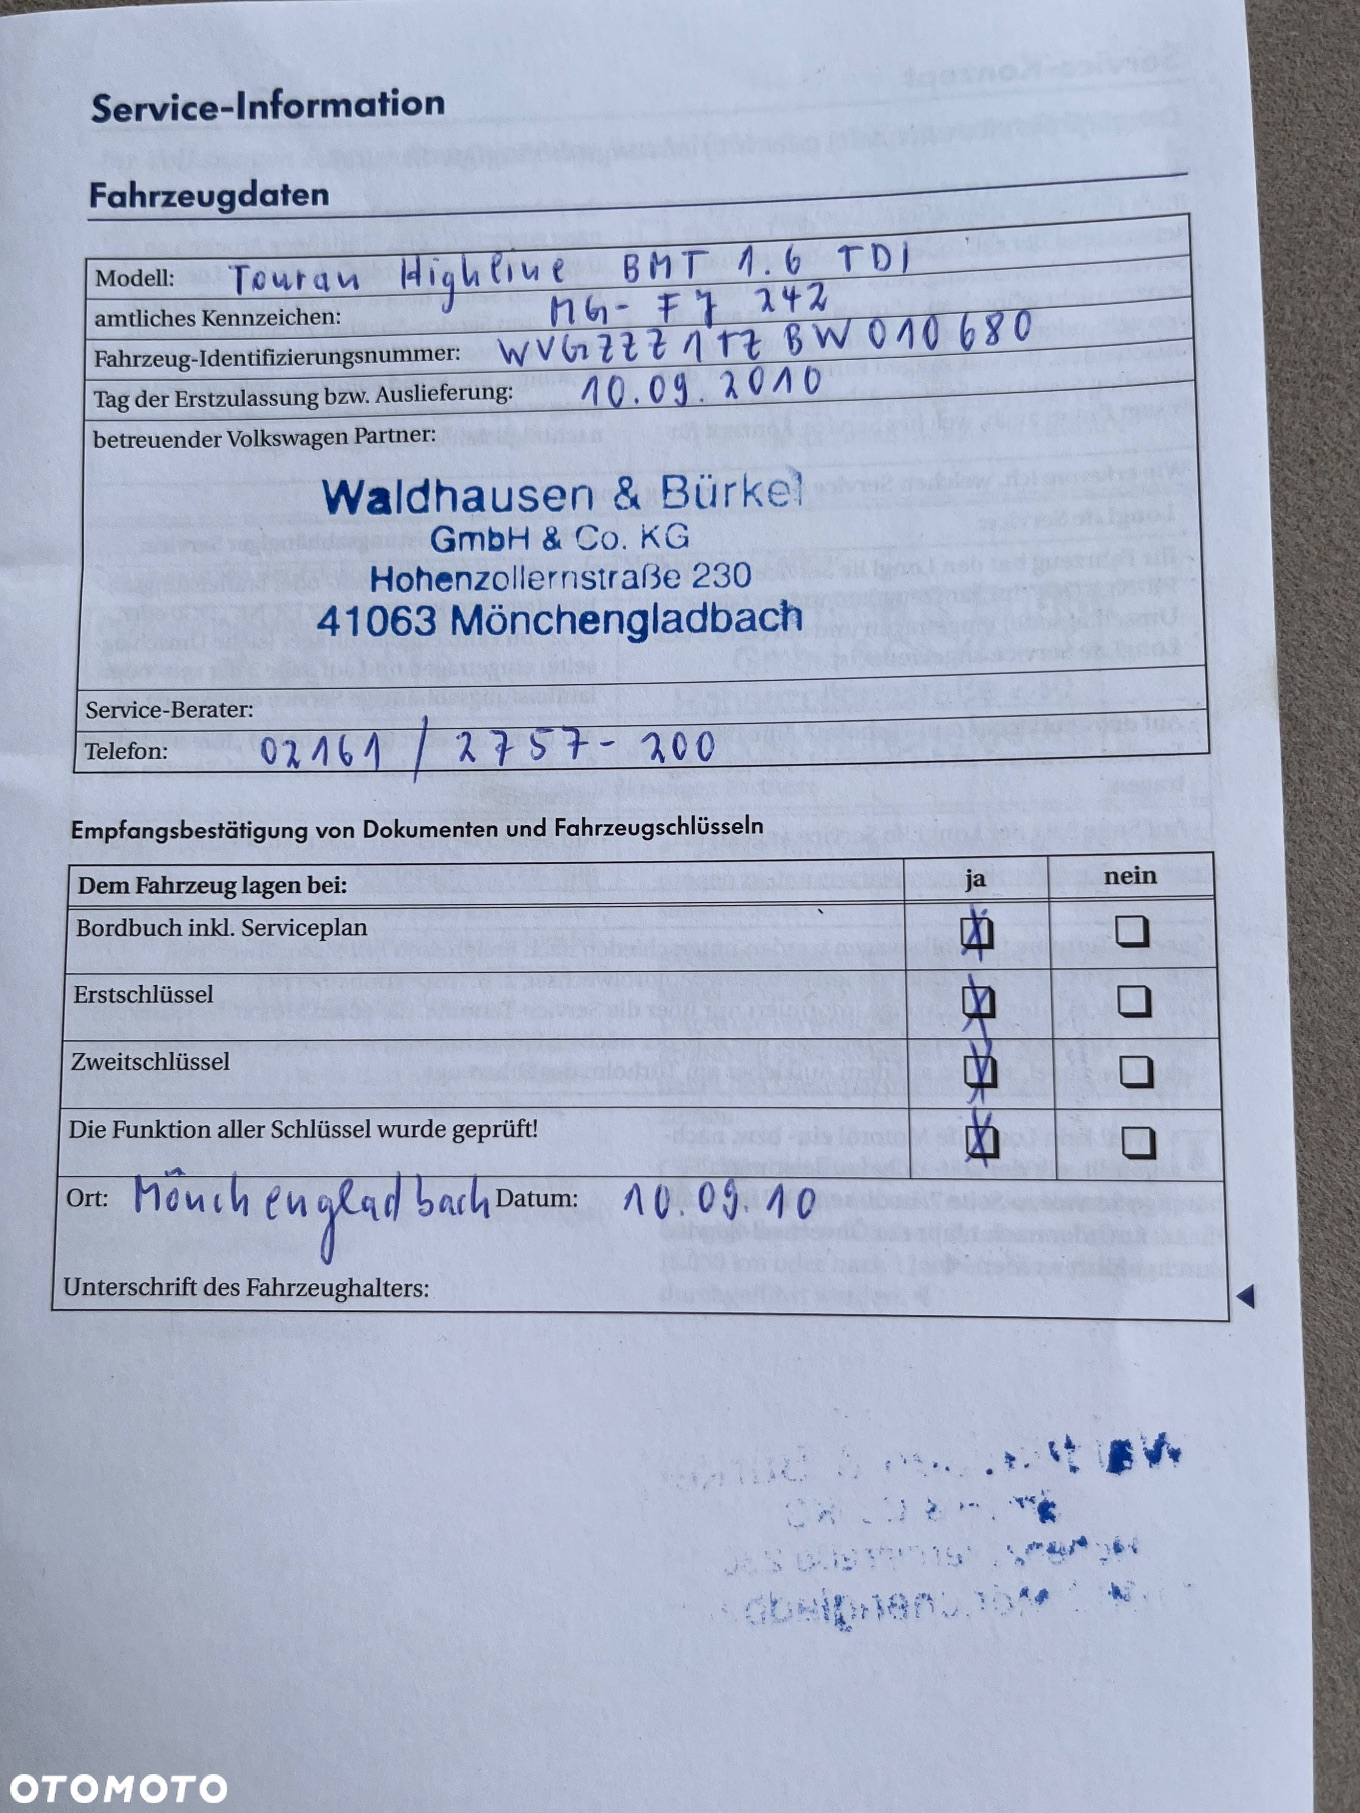 Service-Information
Fahrzeugdaten
Modell: Touran Highline BMT 1.6 TDI
amtliches Kennzeichen: MG- FJ 242
Fahrzeug-Identifizierungsnummer: WVGZZZ1TZBW010680
Tag der Erstzulassung bzw. Auslieferung: 10.09.2010
betreuender Volkswagen Partner:
Waldhausen & Bürkel
GmbH & Co. KG
Hohenzollernstraße 230
41063 Mönchengladbach
Service-Berater:
Telefon: 02161 / 2757-200
Empfangsbestätigung von Dokumenten und Fahrzeugschlüsseln
Dem Fahrzeug lagen bei: ja nein
Bordbuch inkl. Serviceplan
Erstschlüssel
Zweitschlüssel
Die Funktion aller Schlüssel wurde geprüft!
Ort: Mönchengladbach Datum: 10.09.10
Unterschrift des Fahrzeughalters:
OTOMOTO